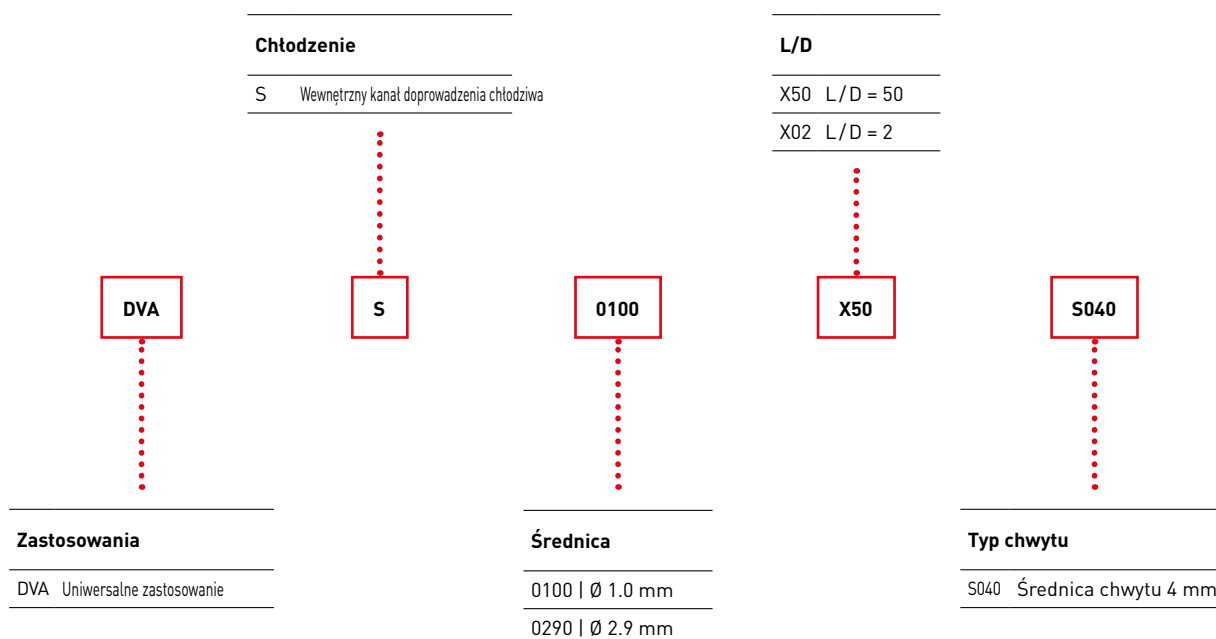 Chłodzenie
S Wewnętrzny kanał doprowadzenia chłodziwa
L/D
X50 L/D = 50
X02 L/D = 2
DVA S 0100 X50 S040
Zastosowania
DVA Uniwersalne zastosowanie
Średnica
0100 | Ø 1.0 mm
0290 | Ø 2.9 mm
Typ chwytu
S040 Średnica chwytu 4 mm